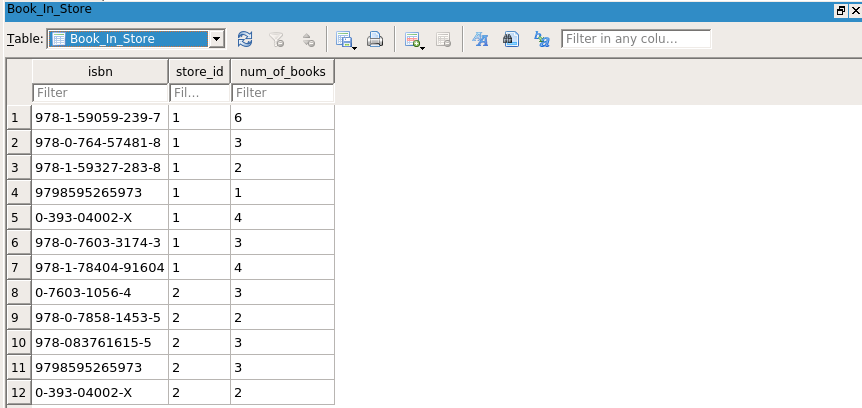 Book_In_Store
Table: Book_In_Store Filter in any colu...
isbn store_id num_of_books
Filter Fil... Filter
1 978-1-59059-239-7 1 6
2 978-0-764-57481-8 1 3
3 978-1-59327-283-8 1 2
4 9798595265973 1 1
5 0-393-04002-X 1 4
6 978-0-7603-3174-3 1 3
7 978-1-78404-91604 1 4
8 0-7603-1056-4 2 3
9 978-0-7858-1453-5 2 2
10 978-083761615-5 2 3
11 9798595265973 2 3
12 0-393-04002-X 2 2